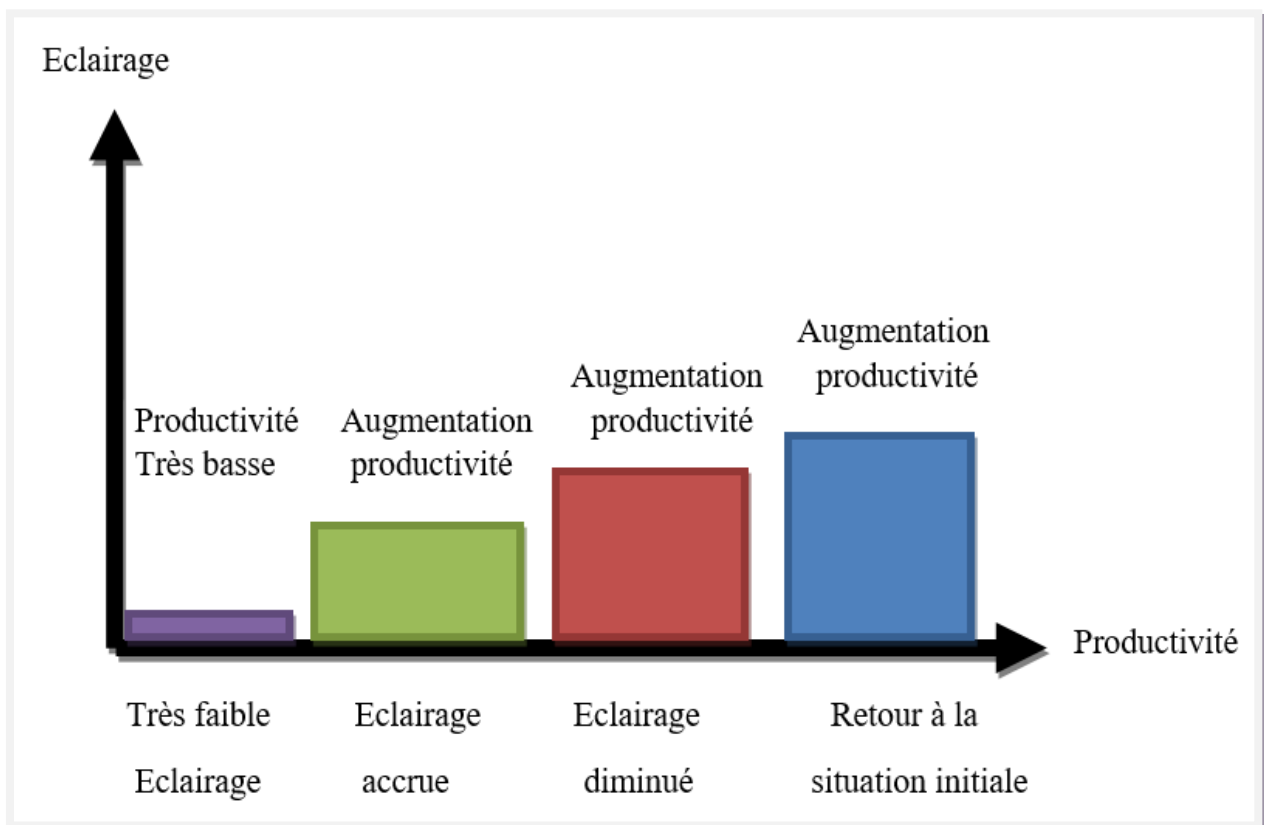 Eclairage
Augmentation
productivité
Augmentation
productivité
Productivité
Très basse
Augmentation
productivité
Productivité
Très faible
Eclairage
Eclairage
accrue
Eclairage
diminué
Retour à la
situation initiale